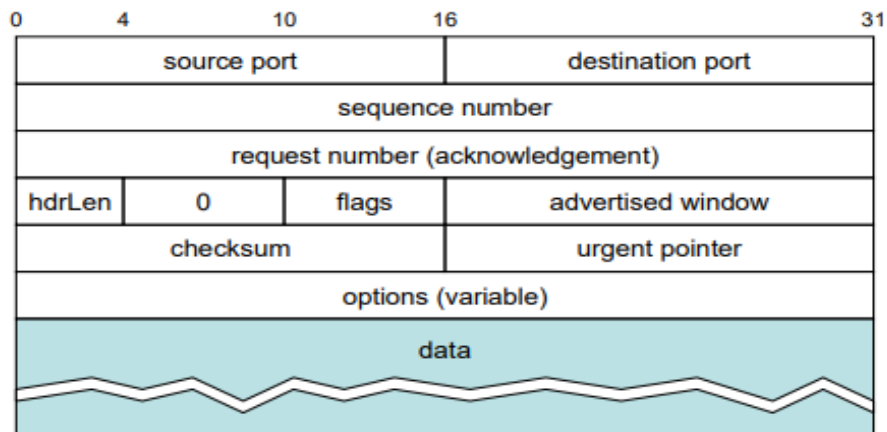 0 4 10 16 31
source port destination port
sequence number
request number (acknowledgement)
hdrLen 0 flags advertised window
checksum urgent pointer
options (variable)
data